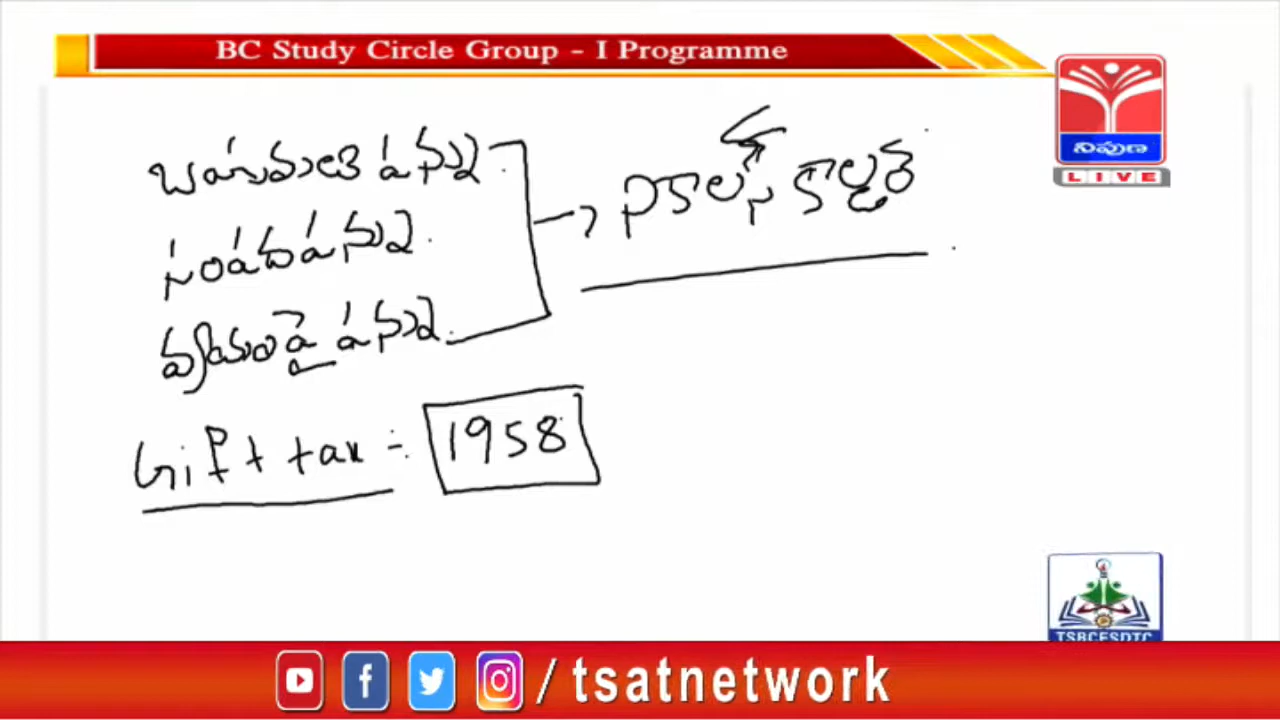 BC Study Circle Group - I Programme
బహుమతి పన్ను
సంపద పన్ను
వ్యయంపై పన్ను
నికొలస్ కాల్డర్
నిపుణ
LIVE
Gift tax = 1958
TSBCESDTC
/ tsatnetwork